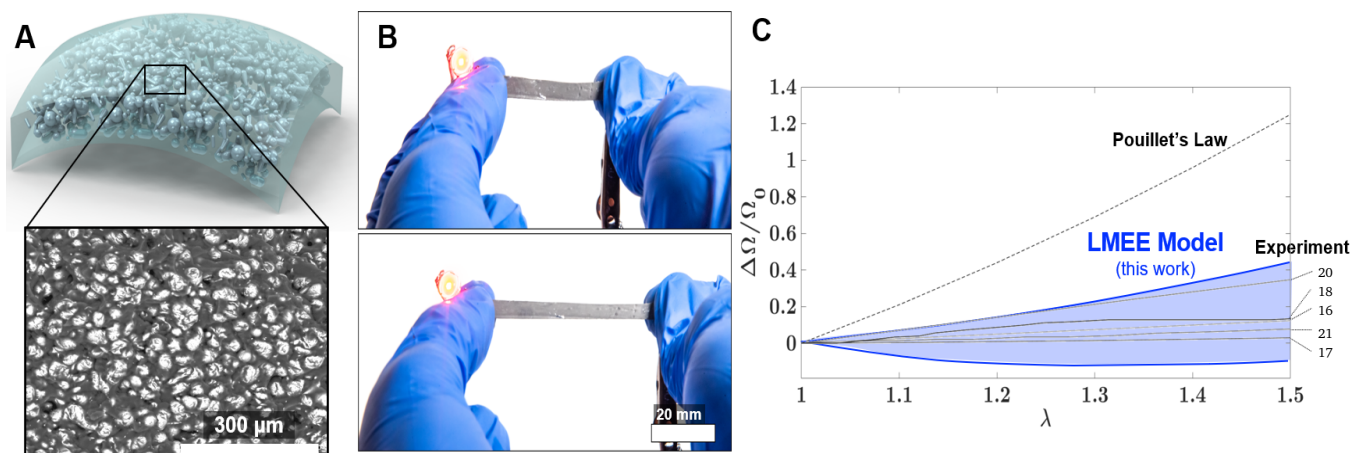 A
300 µm
B
20 mm
C
ΔΩ/Ω₀
1.4
1.2
1
0.8
0.6
0.4
0.2
0
Pouillet's Law
LMEE Model
(this work)
Experiment
20
18
16
21
17
1 1.1 1.2 1.3 1.4 1.5
λ